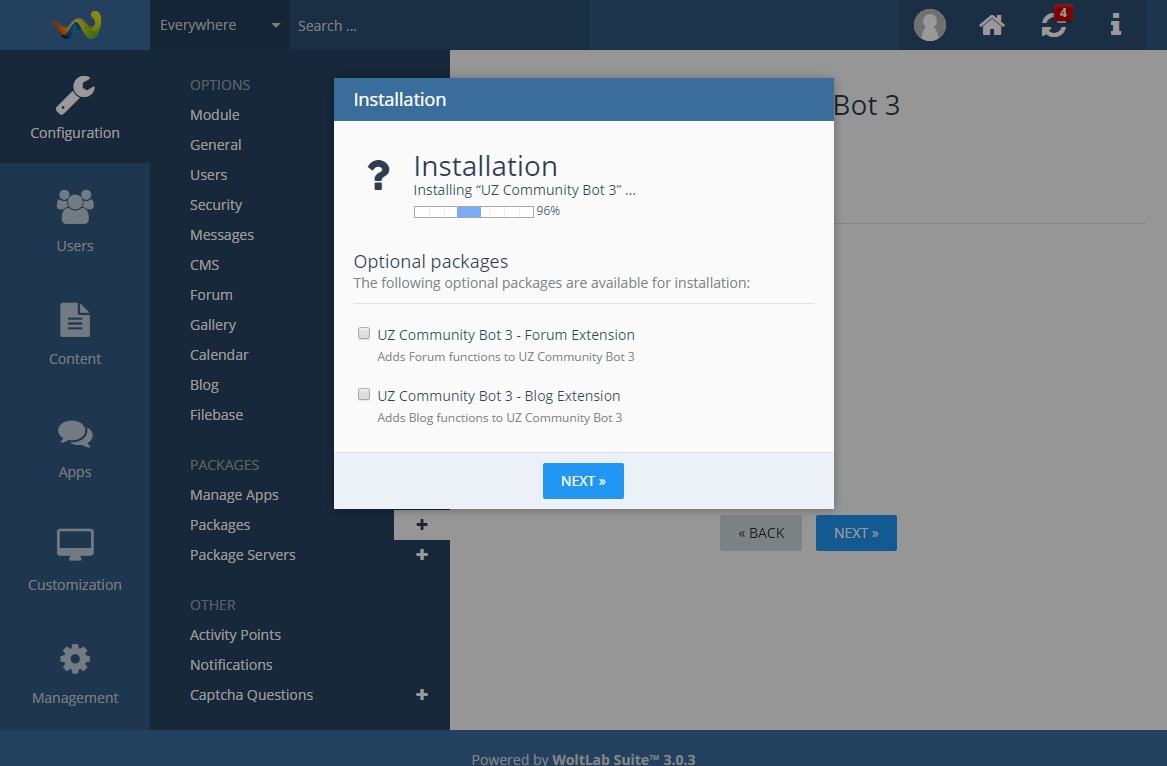 Everywhere
Search ...
4
Configuration
Users
Content
Apps
Customization
Management
OPTIONS
Module
General
Users
Security
Messages
CMS
Forum
Gallery
Calendar
Blog
Filebase
PACKAGES
Manage Apps
Packages
Package Servers
OTHER
Activity Points
Notifications
Captcha Questions
Bot 3
Installation
Installation
Installing “UZ Community Bot 3” ...
96%
Optional packages
The following optional packages are available for installation:
UZ Community Bot 3 - Forum Extension
Adds Forum functions to UZ Community Bot 3
UZ Community Bot 3 - Blog Extension
Adds Blog functions to UZ Community Bot 3
NEXT »
« BACK
NEXT »
Powered by WoltLab Suite™ 3.0.3